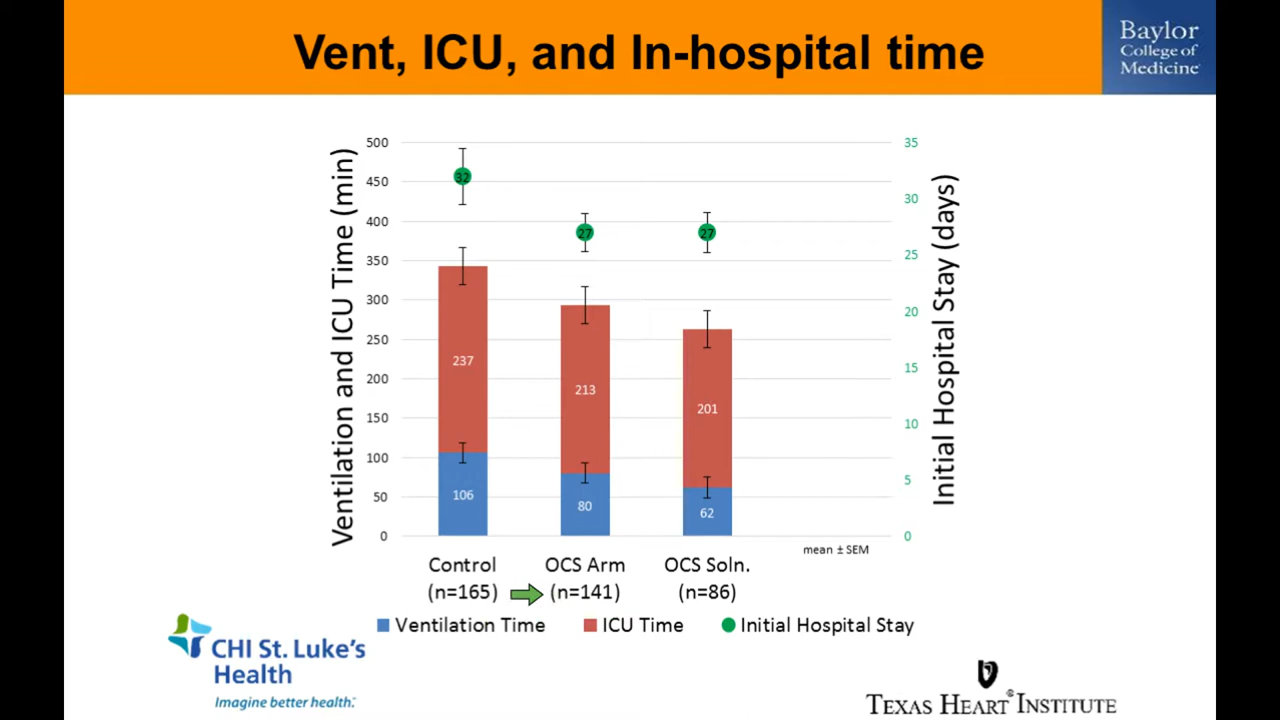 Vent, ICU, and In-hospital time
Baylor
College of
Medicine
Ventilation and ICU Time (min)
500
450
400
350
300
250
200
150
100
50
0
32
27
27
237
213
201
106
80
62
35
30
25
20
15
10
5
0
Initial Hospital Stay (days)
mean ± SEM
Control
(n=165)
OCS Arm
(n=141)
OCS Soln.
(n=86)
Ventilation Time
ICU Time
Initial Hospital Stay
CHI St. Luke's
Health
Imagine better health.
TEXAS HEART® INSTITUTE